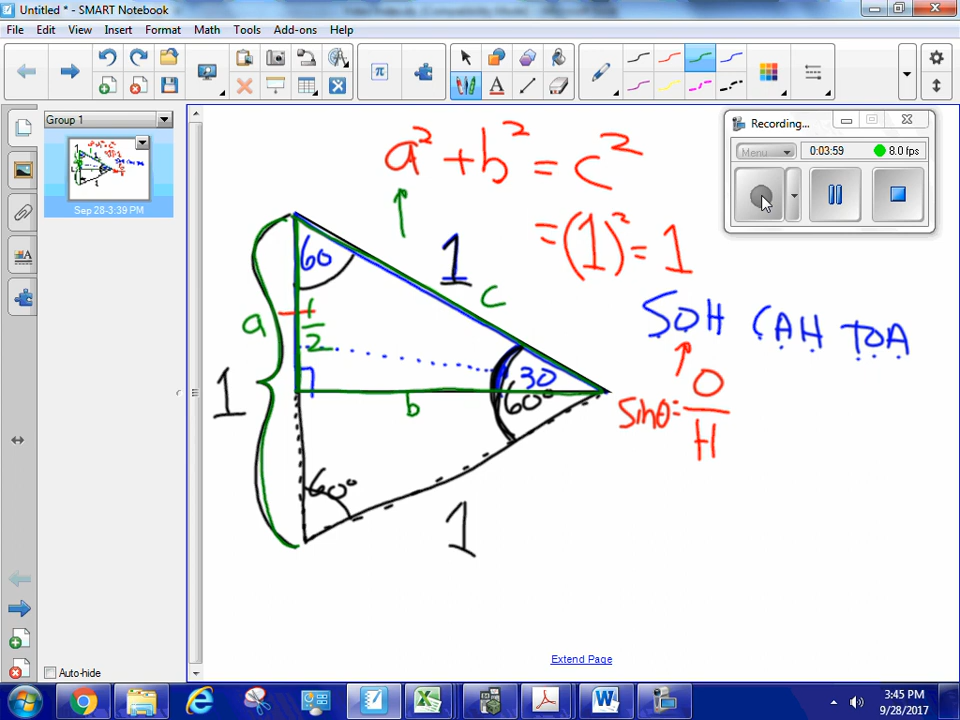 Untitled * - SMART Notebook
File Edit View Insert Format Math Tools Add-ons Help
Group 1
Sep 28-3:39 PM
Recording...
Menu
0:03:59
8.0 fps
a² + b² = c²
= (1)² = 1
SOH CAH TOA
sinθ = O/H
60
1
c
a
1/2
30
1
b
60°
60°
1
Extend Page
Auto-hide
3:45 PM
9/28/2017